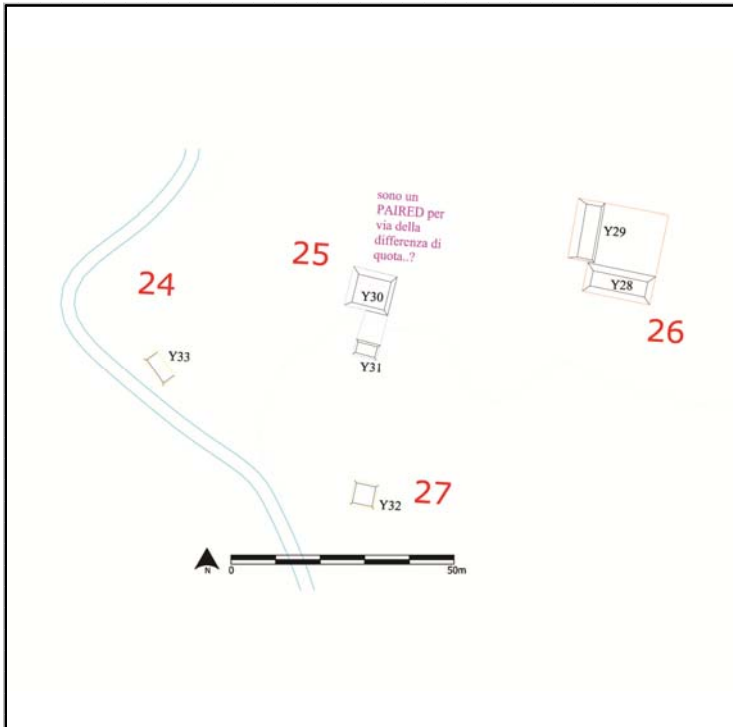 sono un
PAIRED per
via della
differenza di
quota..?
Y29
25
24
Y28
Y30
26
Y33
Y31
27
Y32
N
0
50m